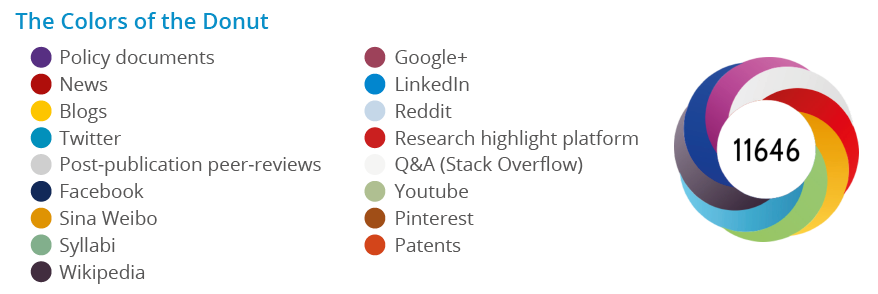 The Colors of the Donut
Policy documents
News
Blogs
Twitter
Post-publication peer-reviews
Facebook
Sina Weibo
Syllabi
Wikipedia
Google+
LinkedIn
Reddit
Research highlight platform
Q&A (Stack Overflow)
Youtube
Pinterest
Patents
11646